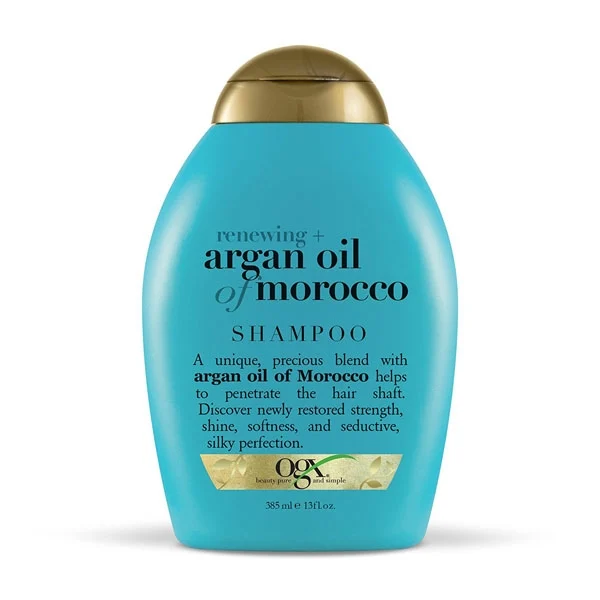 renewing +
argan oil
of morocco
SHAMPOO
A unique, precious blend with
argan oil of Morocco helps
to penetrate the hair shaft.
Discover newly restored strength,
shine, softness, and seductive,
silky perfection.
ogx®
beauty pure and simple
385 ml e 13 fl. oz.